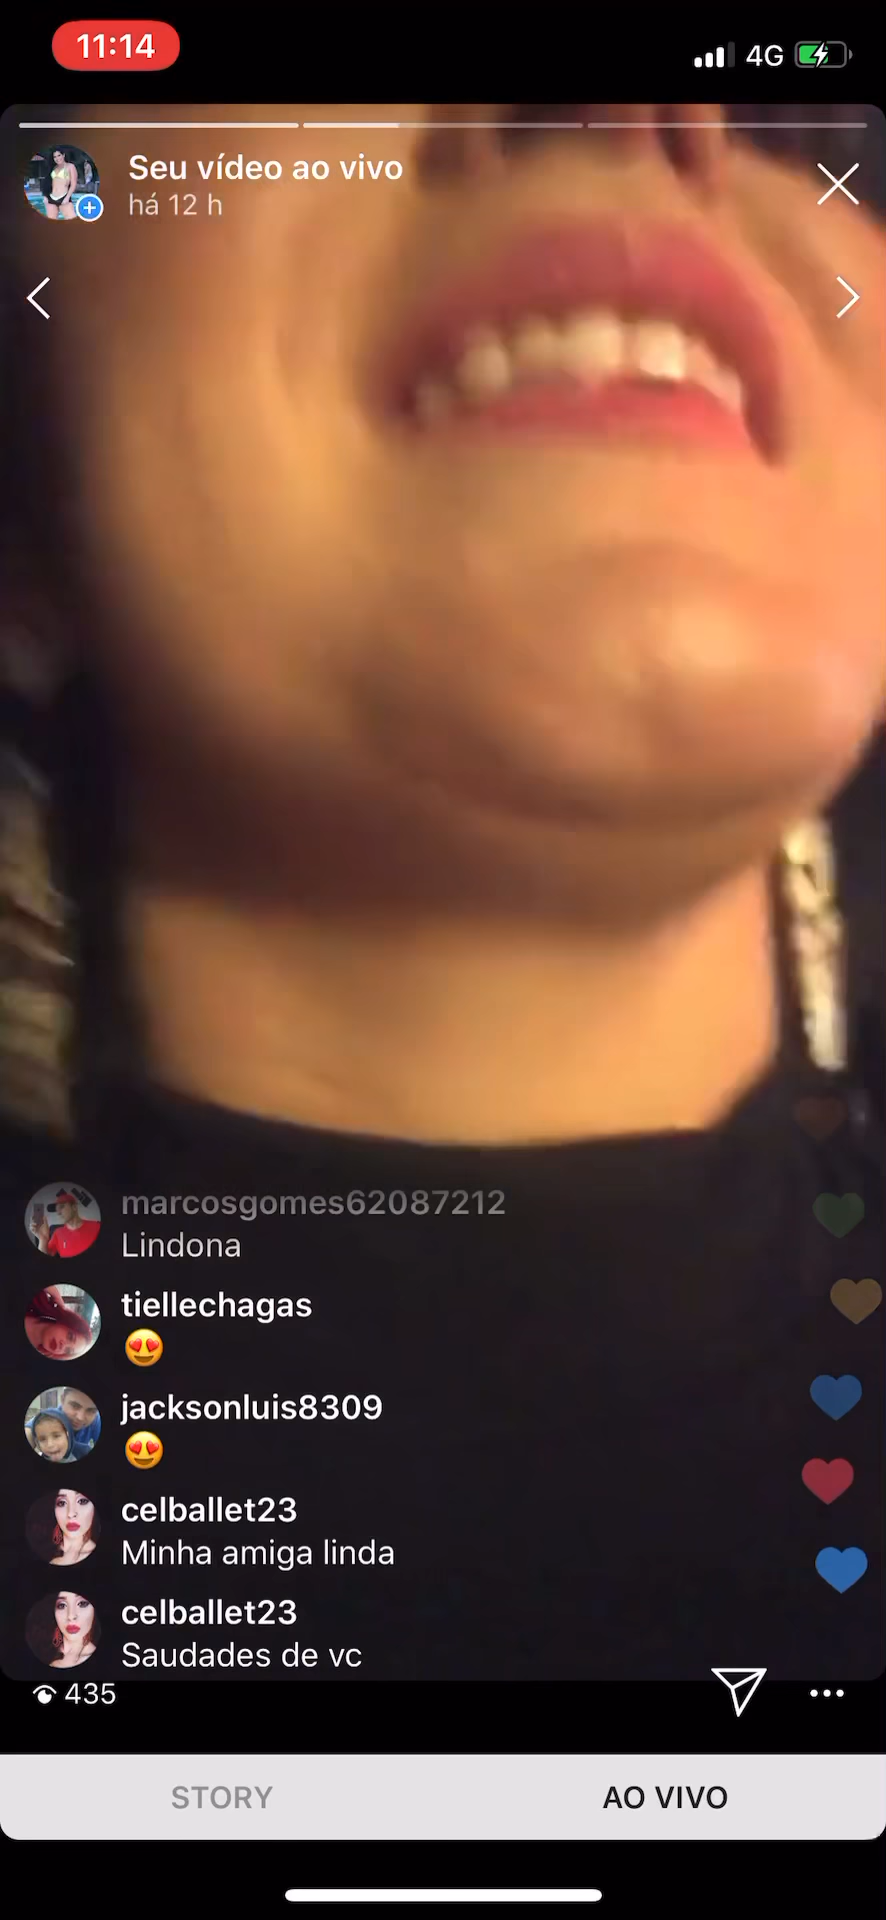 11:14
4G
Seu vídeo ao vivo
há 12 h
marcosgomes62087212
Lindona
tiellechagas
😍
jacksonluis8309
😍
celballet23
Minha amiga linda
celballet23
Saudades de vc
435
STORY
AO VIVO